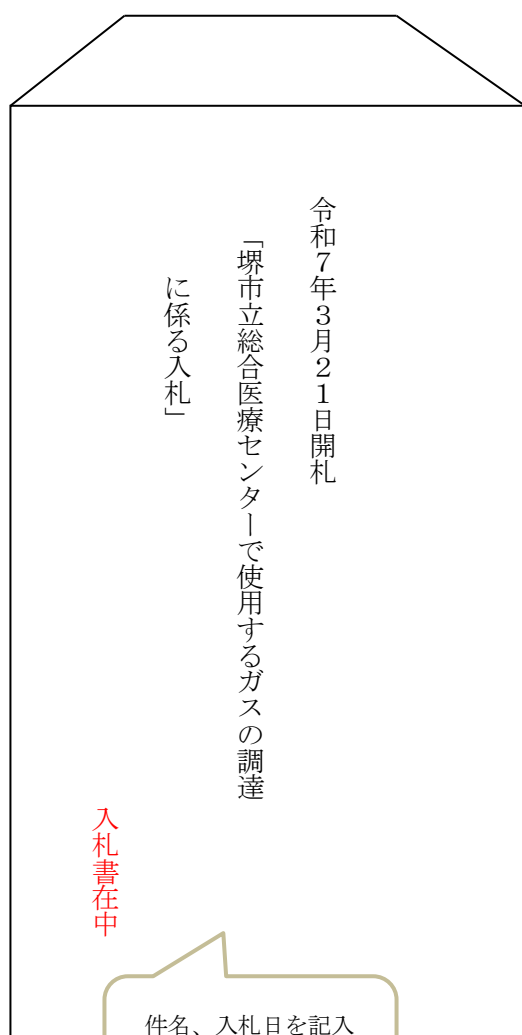 令和７年３月２１日開札
「堺市立総合医療センターで使用するガスの調達
に係る入札」
入札書在中
件名、入札日を記入